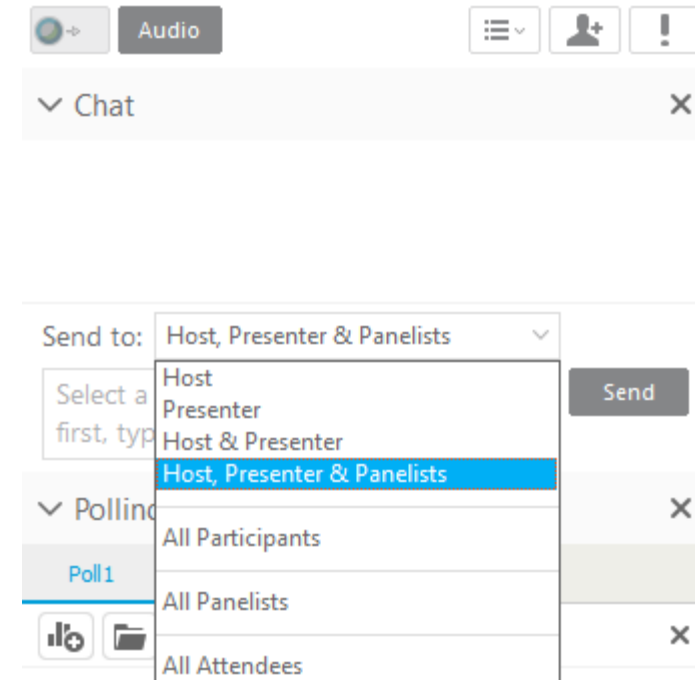 Audio
Chat
Send to: Host, Presenter & Panelists
Select a
first, typ
Send
Host
Presenter
Host & Presenter
Host, Presenter & Panelists
All Participants
All Panelists
All Attendees
Polling
Poll1